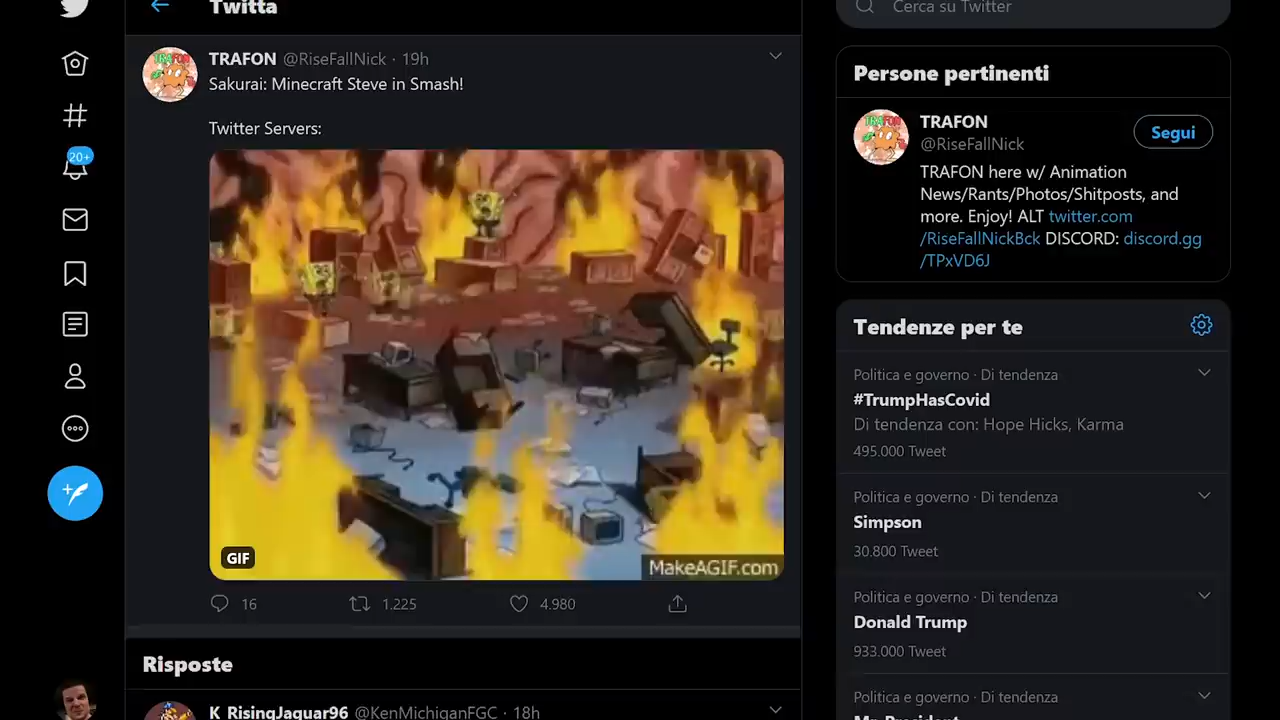 Twitta
TRAFON @RiseFallNick · 19h
Sakurai: Minecraft Steve in Smash!
Twitter Servers:
GIF
MakeAGIF.com
16
1.225
4.980
Risposte
K_RisingJaguar96 @KenMichiganFGC · 18h
20+
Cerca su Twitter
Persone pertinenti
TRAFON
@RiseFallNick
Segui
TRAFON here w/ Animation
News/Rants/Photos/Shitposts, and
more. Enjoy! ALT twitter.com
/RiseFallNickBck DISCORD: discord.gg
/TPxVD6J
Tendenze per te
Politica e governo · Di tendenza
#TrumpHasCovid
Di tendenza con: Hope Hicks, Karma
495.000 Tweet
Politica e governo · Di tendenza
Simpson
30.800 Tweet
Politica e governo · Di tendenza
Donald Trump
933.000 Tweet
Politica e governo · Di tendenza
Mr. President